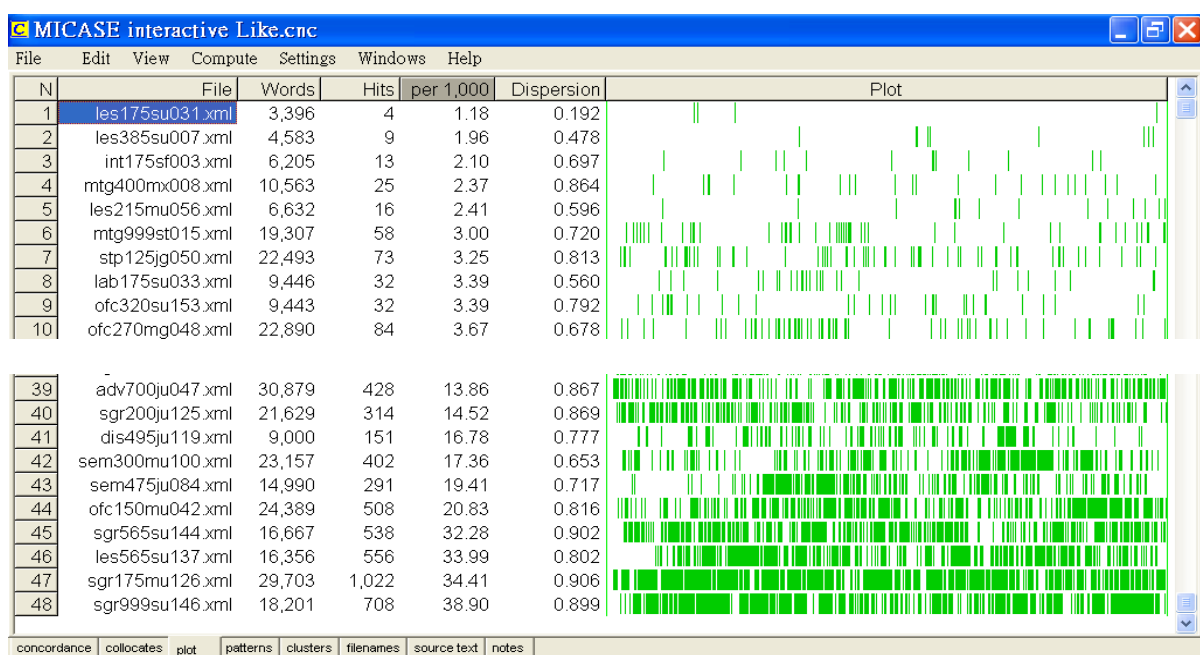 MICASE interactive Like.cnc
File Edit View Compute Settings Windows Help
N File Words Hits per 1,000 Dispersion Plot
1 les175su031.xml 3,396 4 1.18 0.192
2 les385su007.xml 4,583 9 1.96 0.478
3 int175sf003.xml 6,205 13 2.10 0.697
4 mtg400mx008.xml 10,563 25 2.37 0.864
5 les215mu056.xml 6,632 16 2.41 0.596
6 mtg999st015.xml 19,307 58 3.00 0.720
7 stp125jg050.xml 22,493 73 3.25 0.813
8 lab175su033.xml 9,446 32 3.39 0.560
9 ofc320su153.xml 9,443 32 3.39 0.792
10 ofc270mg048.xml 22,890 84 3.67 0.678
39 adv700ju047.xml 30,879 428 13.86 0.867
40 sgr200ju125.xml 21,629 314 14.52 0.869
41 dis495ju119.xml 9,000 151 16.78 0.777
42 sem300mu100.xml 23,157 402 17.36 0.653
43 sem475ju084.xml 14,990 291 19.41 0.717
44 ofc150mu042.xml 24,389 508 20.83 0.816
45 sgr565su144.xml 16,667 538 32.28 0.902
46 les565su137.xml 16,356 556 33.99 0.802
47 sgr175mu126.xml 29,703 1,022 34.41 0.906
48 sgr999su146.xml 18,201 708 38.90 0.899
concordance collocates plot patterns clusters filenames source text notes